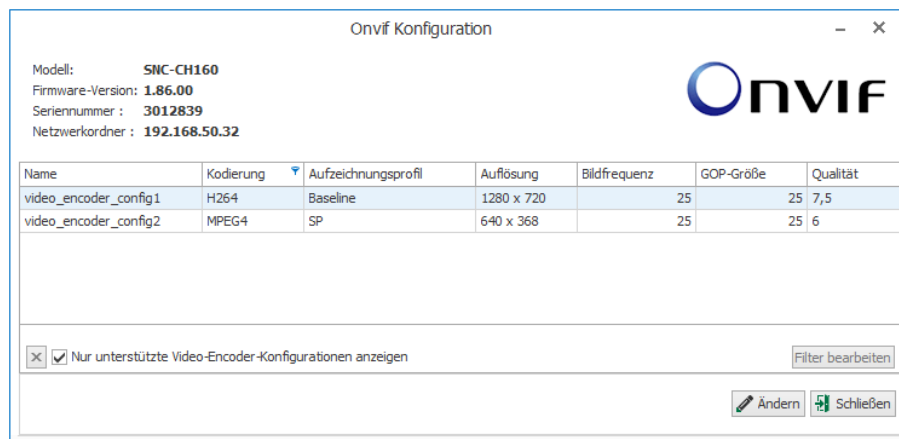 Onvif Konfiguration
Modell: SNC-CH160
Firmware-Version: 1.86.00
Seriennummer : 3012839
Netzwerkordner : 192.168.50.32
ONVIF
Name Kodierung Aufzeichnungsprofil Auflösung Bildfrequenz GOP-Größe Qualität
video_encoder_config1 H264 Baseline 1280 x 720 25 25 7,5
video_encoder_config2 MPEG4 SP 640 x 368 25 25 6
Nur unterstützte Video-Encoder-Konfigurationen anzeigen Filter bearbeiten
Ändern Schließen